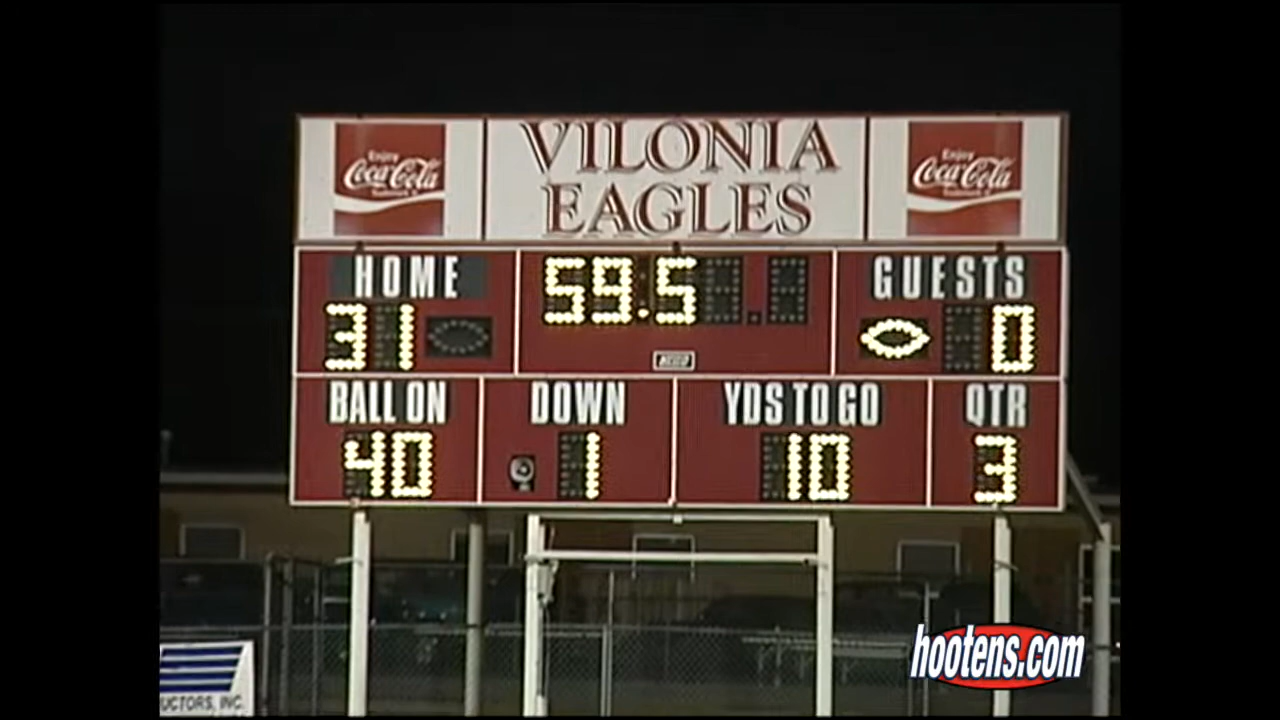 Enjoy
Coca-Cola
VILONIA
EAGLES
Enjoy
Coca-Cola
HOME
59.5
GUESTS
31
0
BALL ON
DOWN
YDS TO GO
QTR
40
1
10
3
hootens.com
UCTORS, INC.